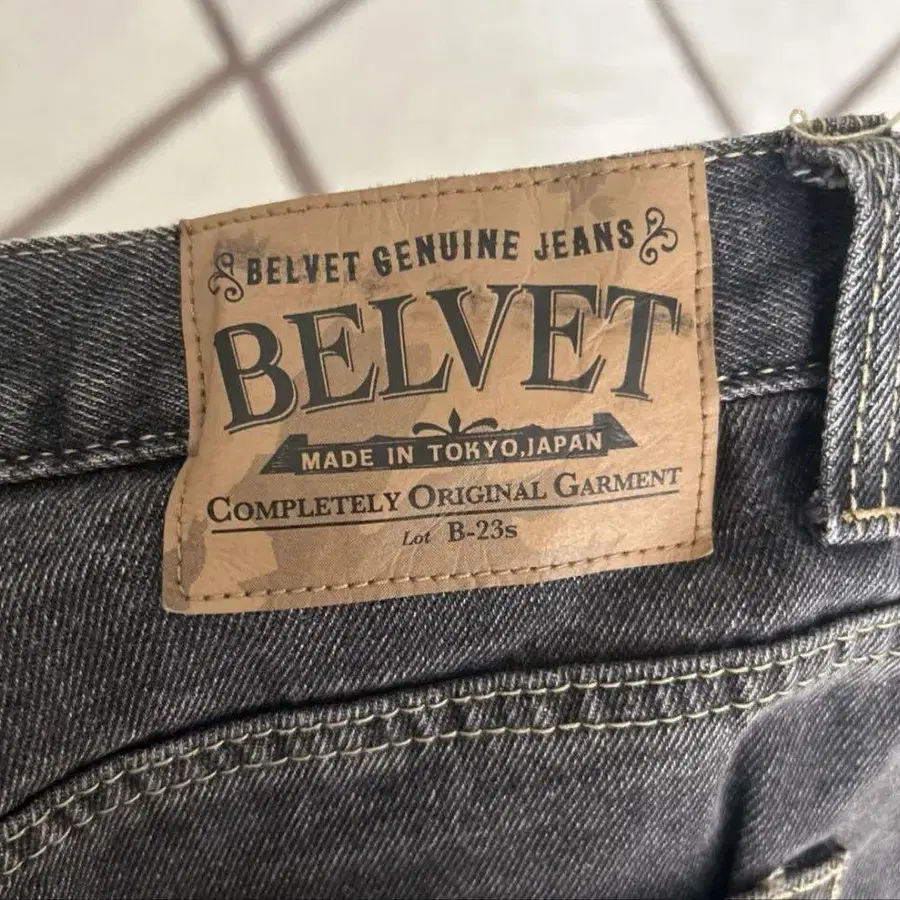 BELVET GENUINE JEANS
BELVET
MADE IN TOKYO,JAPAN
COMPLETELY ORIGINAL GARMENT
Lot B-23s